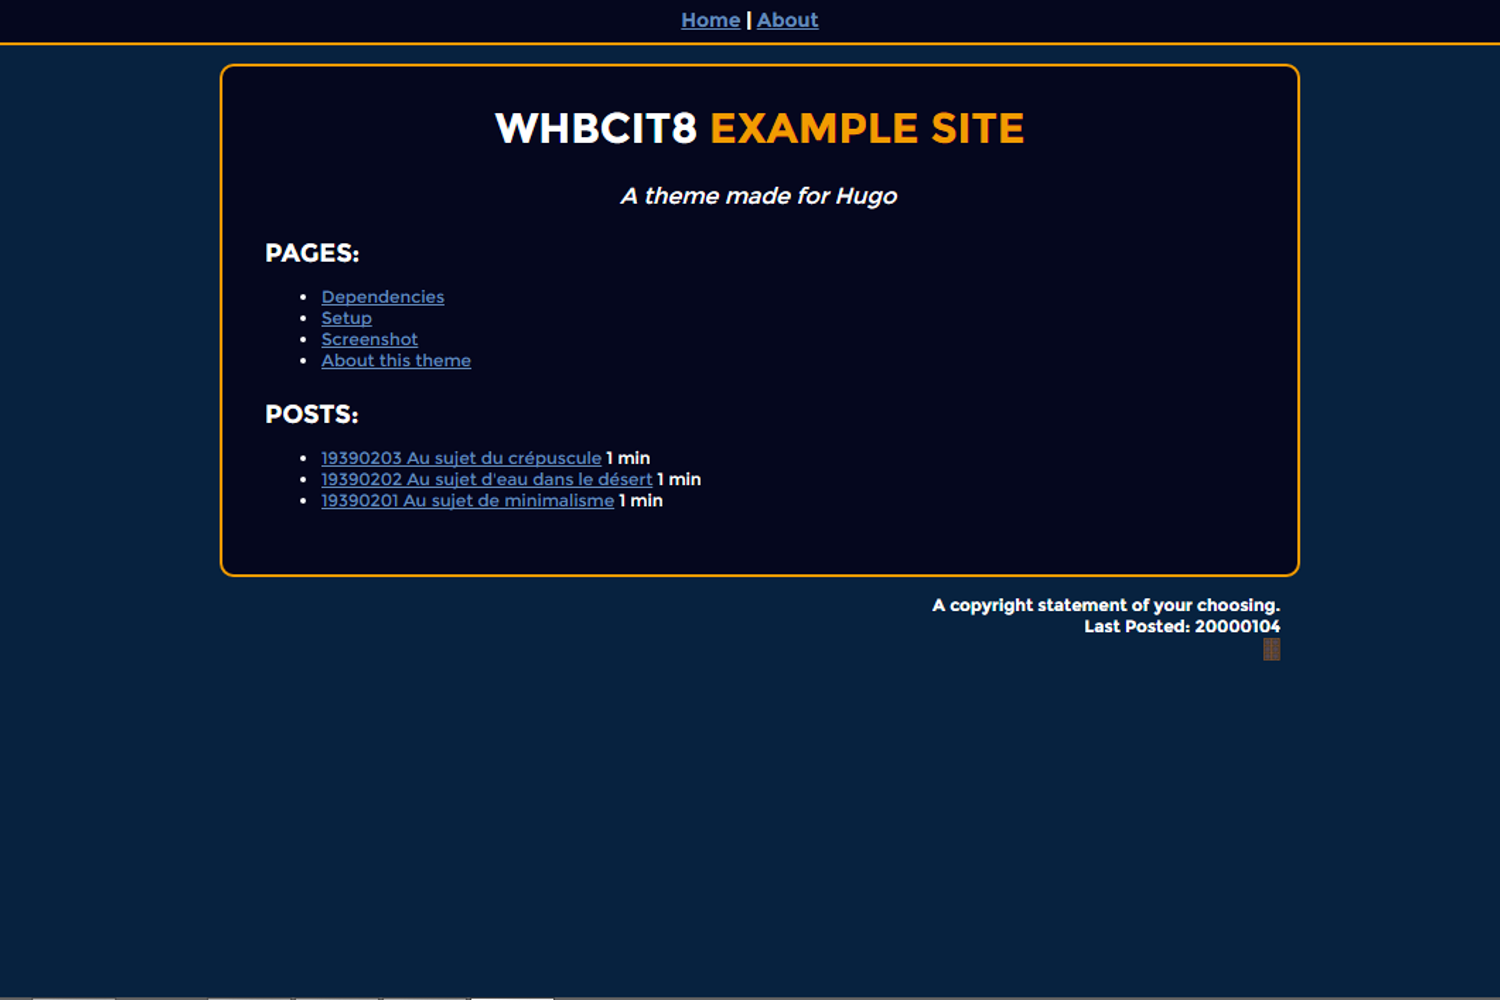 Home | About
WHBCIT8 EXAMPLE SITE
A theme made for Hugo
PAGES:
Dependencies
Setup
Screenshot
About this theme
POSTS:
19390203 Au sujet du crépuscule 1 min
19390202 Au sujet d'eau dans le désert 1 min
19390201 Au sujet de minimalisme 1 min
A copyright statement of your choosing.
Last Posted: 20000104